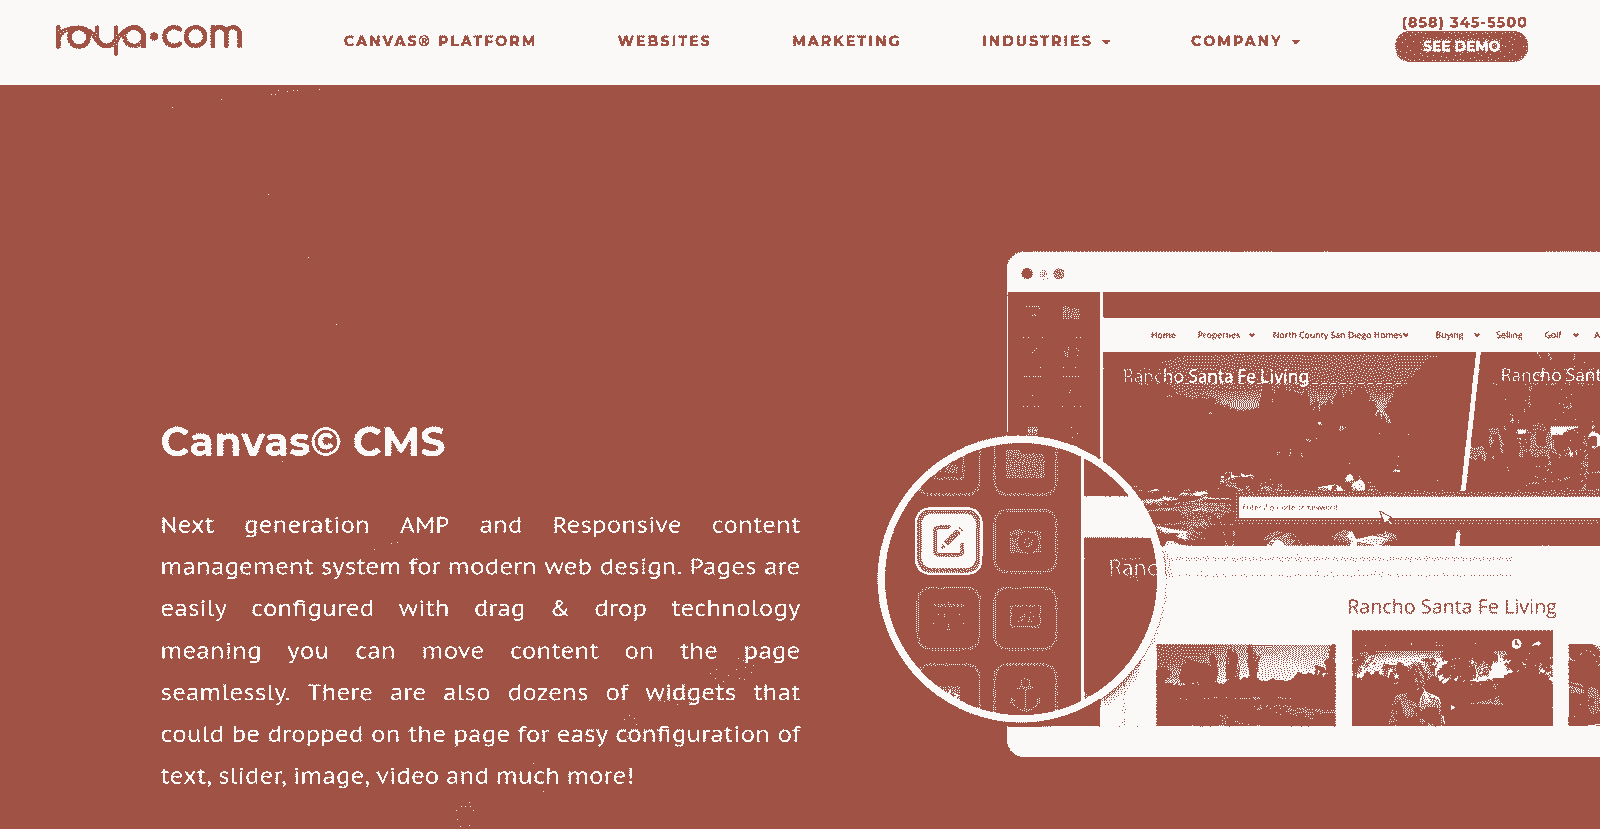 roya.com
CANVAS® PLATFORM
WEBSITES
MARKETING
INDUSTRIES
COMPANY
(858) 345-5500
SEE DEMO
Canvas© CMS
Next generation AMP and Responsive content
management system for modern web design. Pages are
easily configured with drag & drop technology
meaning you can move content on the page
seamlessly. There are also dozens of widgets that
could be dropped on the page for easy configuration of
text, slider, image, video and much more!
Home Properties North County San Diego Homes Buying Selling Golf A
Rancho Santa Fe Living
Rancho Sant
Ranc
Rancho Santa Fe Living